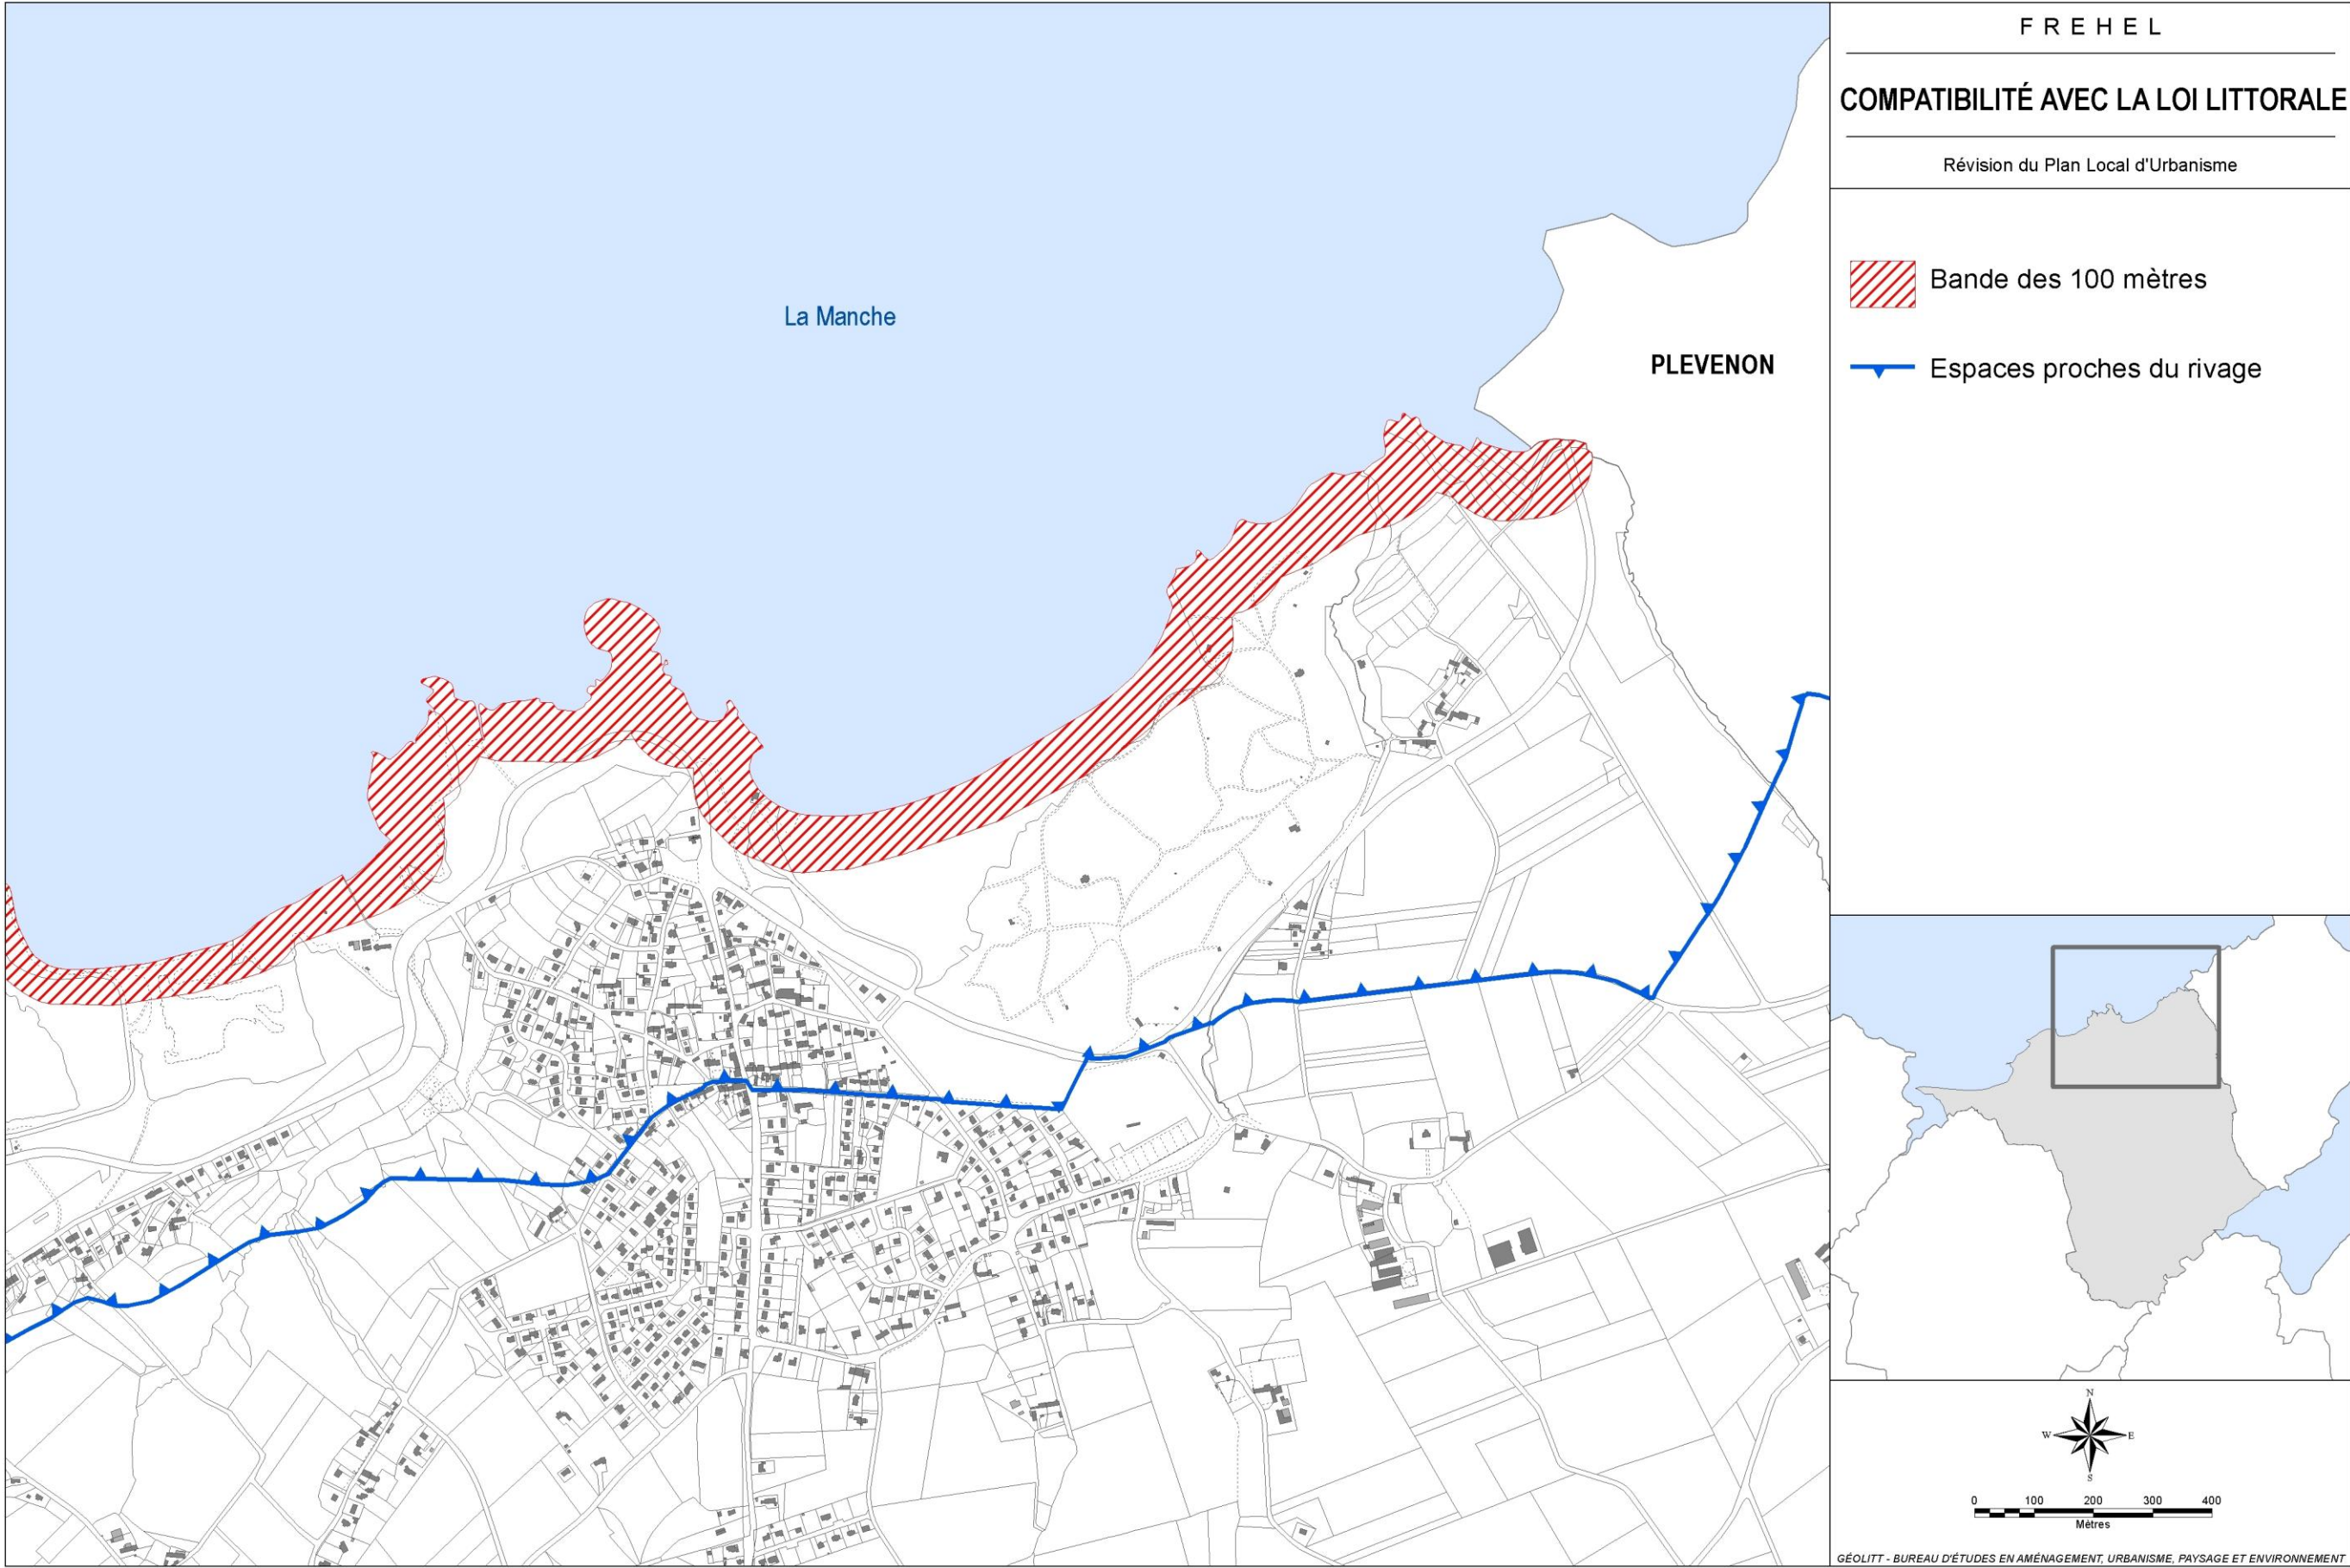 F R E H E L
COMPATIBILITÉ AVEC LA LOI LITTORALE
Révision du Plan Local d'Urbanisme
Bande des 100 mètres
Espaces proches du rivage
La Manche
PLEVENON
N
W E
S
0 100 200 300 400
Mètres
GÉOLITT - BUREAU D'ÉTUDES EN AMÉNAGEMENT, URBANISME, PAYSAGE ET ENVIRONNEMENT